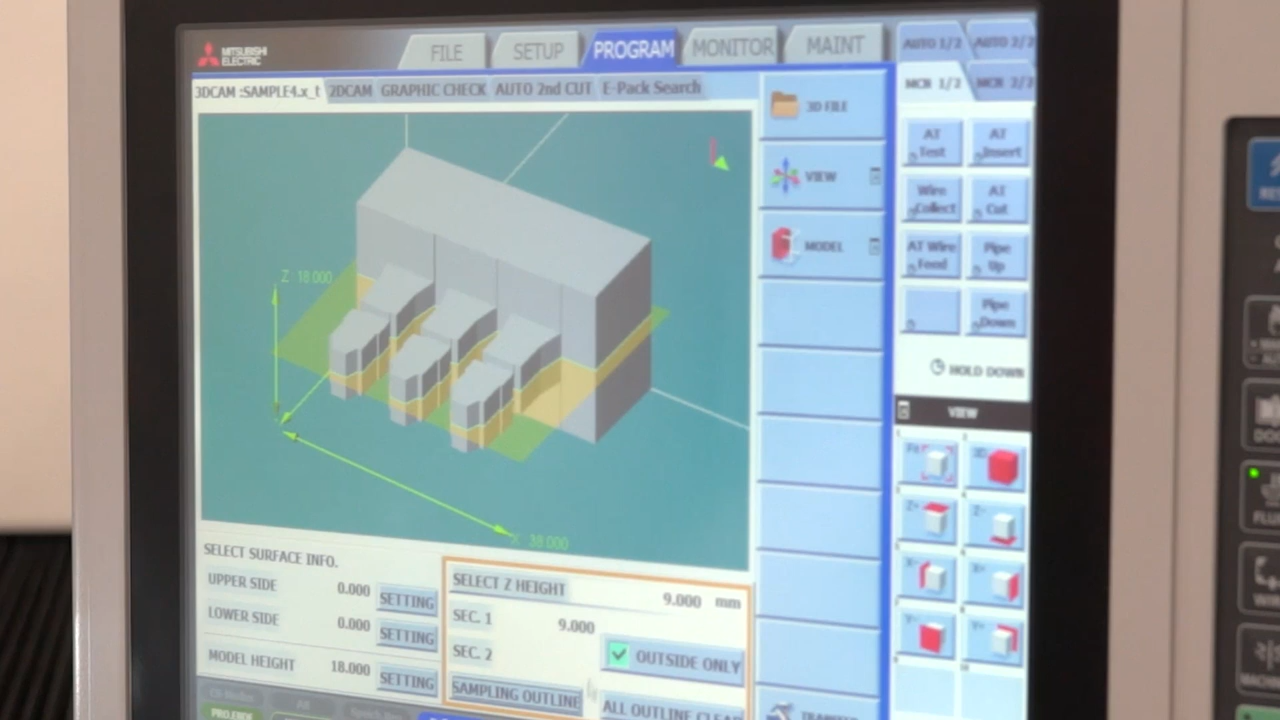 MITSUBISHI
ELECTRIC
FILE
SETUP
PROGRAM
MONITOR
MAINT
AUTO 1/2
AUTO 2/2
3DCAM :SAMPLE4.x_t
2DCAM
GRAPHIC CHECK
AUTO 2nd CUT
E-Pack Search
MCR 1/2
MCR 2/2
3D FILE
VIEW
MODEL
AT
Test
AT
Insert
Wire
Collect
AT
Cut
AT Wire
Feed
Pipe
Up
Pipe
Down
HOLD DOWN
VIEW
Z: 18.000
X: 38.000
SELECT SURFACE INFO.
UPPER SIDE 0.000 SETTING
LOWER SIDE 0.000 SETTING
MODEL HEIGHT 18.000 SETTING
SELECT Z HEIGHT 9.000 mm
SEC. 1 9.000
SEC. 2
OUTSIDE ONLY
SAMPLING OUTLINE
ALL OUTLINE CLEAR